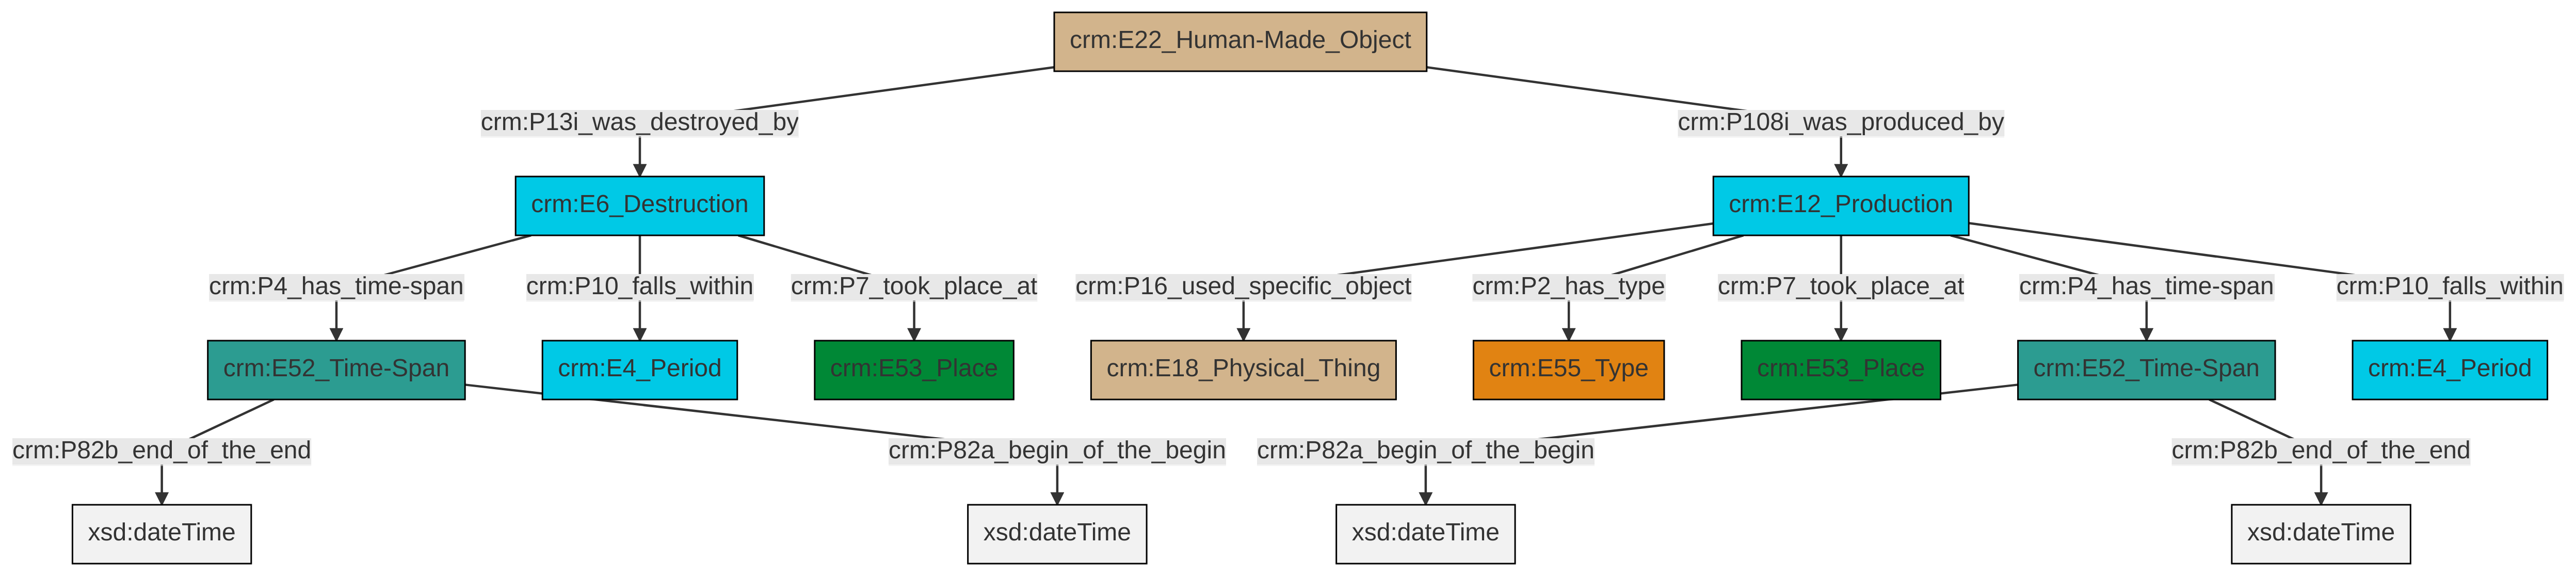 crm:E22_Human-Made_Object
crm:P13i_was_destroyed_by
crm:P108i_was_produced_by
crm:E6_Destruction
crm:E12_Production
crm:P4_has_time-span
crm:P10_falls_within
crm:P7_took_place_at
crm:P16_used_specific_object
crm:P2_has_type
crm:P7_took_place_at
crm:P4_has_time-span
crm:P10_falls_within
crm:E52_Time-Span
crm:E4_Period
crm:E53_Place
crm:E18_Physical_Thing
crm:E55_Type
crm:E53_Place
crm:E52_Time-Span
crm:E4_Period
crm:P82b_end_of_the_end
crm:P82a_begin_of_the_begin
crm:P82a_begin_of_the_begin
crm:P82b_end_of_the_end
xsd:dateTime
xsd:dateTime
xsd:dateTime
xsd:dateTime